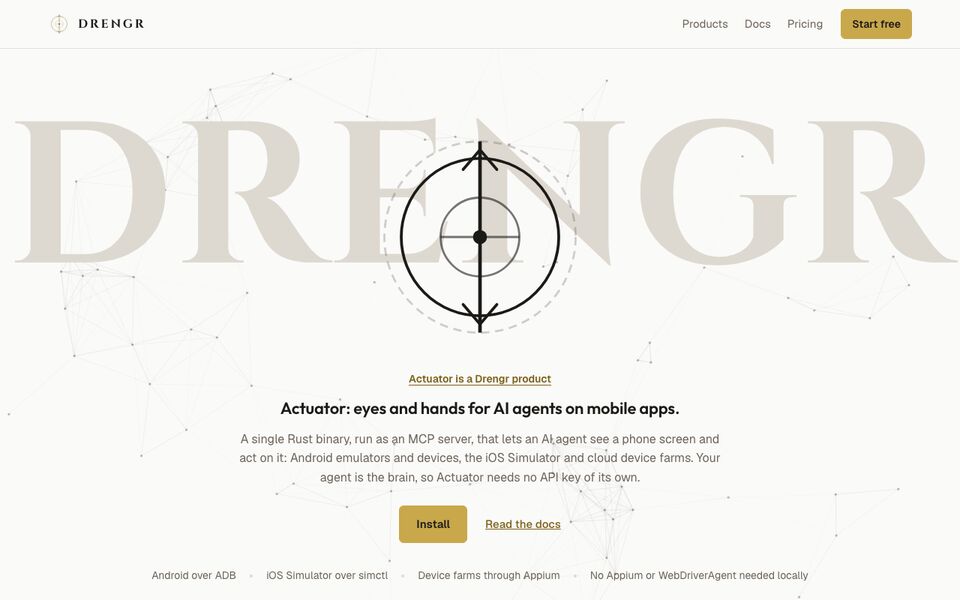 DRENGR
Products
Docs
Pricing
Start free
DRENGR
Actuator is a Drengr product
Actuator: eyes and hands for AI agents on mobile apps.
A single Rust binary, run as an MCP server, that lets an AI agent see a phone screen and
act on it: Android emulators and devices, the iOS Simulator and cloud device farms. Your
agent is the brain, so Actuator needs no API key of its own.
Install
Read the docs
Android over ADB
iOS Simulator over simctl
Device farms through Appium
No Appium or WebDriverAgent needed locally